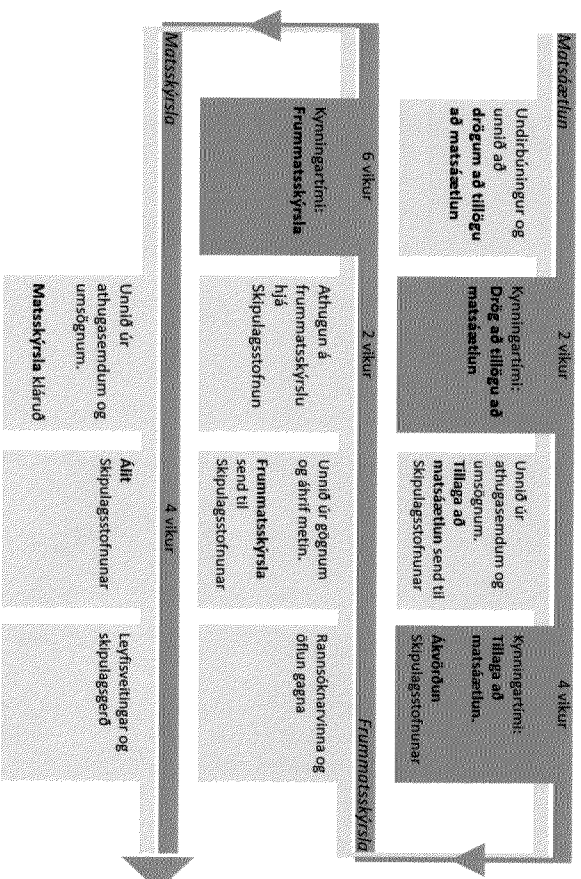 Matsáætlun
2 vikur
4 vikur
Undirbúningur og
unnið að
drögum að tillögu
að matsáætlun
Kynningartími:
Drög að tillögu að
matsáætlun
Unnið úr
athugasemdum og
umsögnum.
Tillaga að
matsáætlun send til
Skipulagsstofnunar
Kynningartími:
Tillaga að
matsáætlun.
Ákvörðun
Skipulagsstofnunar
6 vikur
2 vikur
Frummatsskýrsla
Kynningartími:
Frummatsskýrsla
Athugun á
frummatsskýrslu
hjá
Skipulagsstofnun
Unnið úr gögnum
og áhrif metin.
Frummatsskýrsla
send til
Skipulagsstofnunar
Rannsóknarvinna og
öflun gagna
Matsskýrsla
4 vikur
Unnið úr
athugasemdum og
umsögnum.
Matsskýrsla kláruð
Álit
Skipulagsstofnunar
Leyfisveitingar og
skipulagsgerð